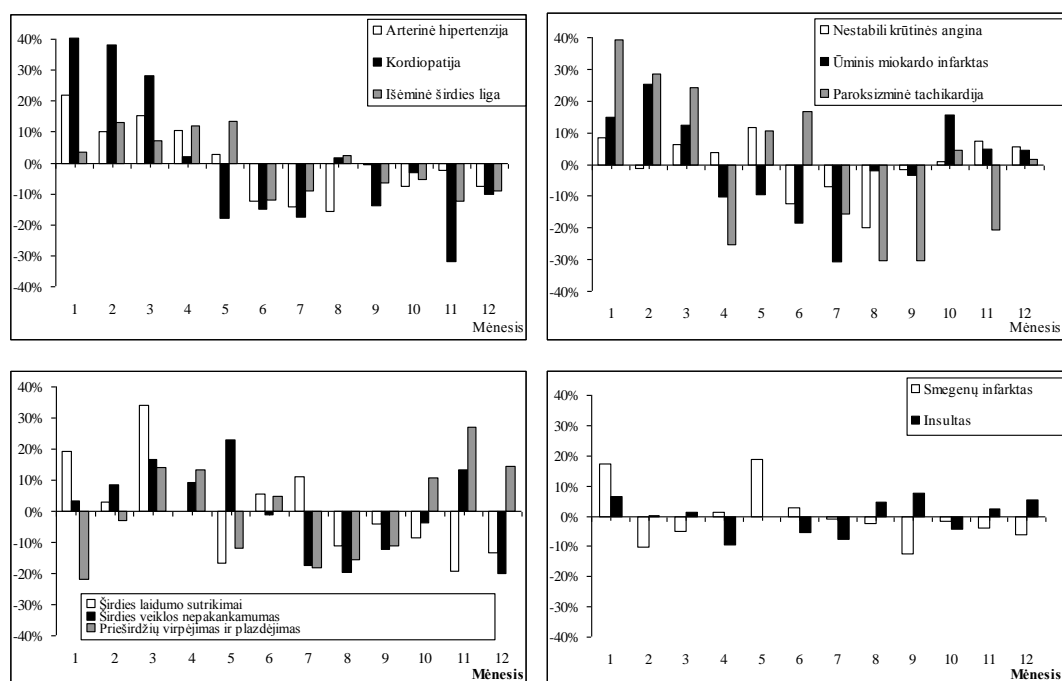 Arterinė hipertenzija
Kordiopatija
Išėminė širdies liga
40%
30%
20%
10%
0%
-10%
-20%
-30%
-40%
1 2 3 4 5 6 7 8 9 10 11 12
Mėnesis
Nestabili krūtinės angina
Ūminis miokardo infarktas
Paroksizminė tachikardija
40%
30%
20%
10%
0%
-10%
-20%
-30%
-40%
1 2 3 4 5 6 7 8 9 10 11 12
Mėnesis
40%
30%
20%
10%
0%
-10%
-20%
-30%
-40%
Širdies laidumo sutrikimai
Širdies veiklos nepakankamumas
Prieširdžių virpėjimas ir plazdėjimas
1 2 3 4 5 6 7 8 9 10 11 12
Mėnesis
Smegenų infarktas
Insultas
40%
30%
20%
10%
0%
-10%
-20%
-30%
-40%
1 2 3 4 5 6 7 8 9 10 11 12
Mėnesis